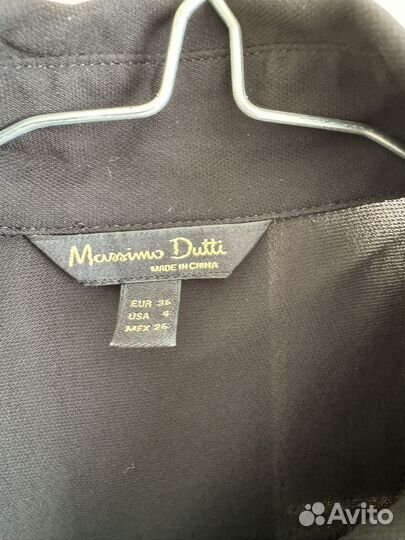 Massimo Dutti
MADE IN CHINA
EUR 36
USA 4
MEX 26
Avito